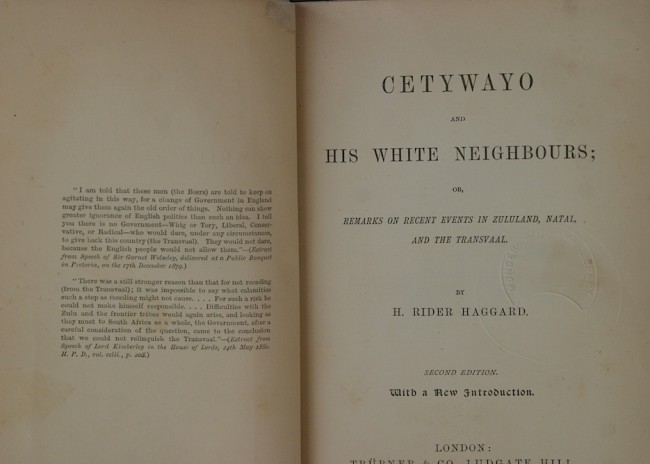 "I am told that these men (the Boers) are told to keep on
agitating in this way, for a change of Government in England
may give them again the old order of things. Nothing can show
greater ignorance of English politics than such an idea. I tell
you there is no Government—Whig or Tory, Liberal, Conser-
vative, or Radical—who would dare, under any circumstances,
to give back this country (the Transvaal). They would not dare,
because the English people would not allow them."—(Extract
from Speech of Sir Garnet Wolseley, delivered at a Public Banquet
in Pretoria, on the 17th December 1879.)
"There was a still stronger reason than that for not receding
(from the Transvaal); it was impossible to say what calamities
such a step as receding might not cause. . . . For such a risk he
could not make himself responsible. . . . Difficulties with the
Zulu and the frontier tribes would again arise, and looking as
they must to South Africa as a whole, the Government, after a
careful consideration of the question, came to the conclusion
that we could not relinquish the Transvaal."—(Extract from
Speech of Lord Kimberley in the House of Lords, 24th May 1880.
H. P. D., vol. cclii., p. 208.)
CETYWAYO
AND
HIS WHITE NEIGHBOURS;
OR,
REMARKS ON RECENT EVENTS IN ZULULAND, NATAL,
AND THE TRANSVAAL.
BY
H. RIDER HAGGARD.
SECOND EDITION.
With a New Introduction.
LONDON:
TRÜBNER & CO., LUDGATE HILL